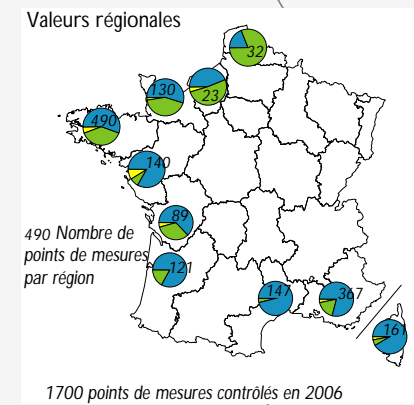 Valeurs régionales
32
130
23
490
140
89
490 Nombre de
points de mesures
par région
121
147
367
161
1700 points de mesures contrôlés en 2006